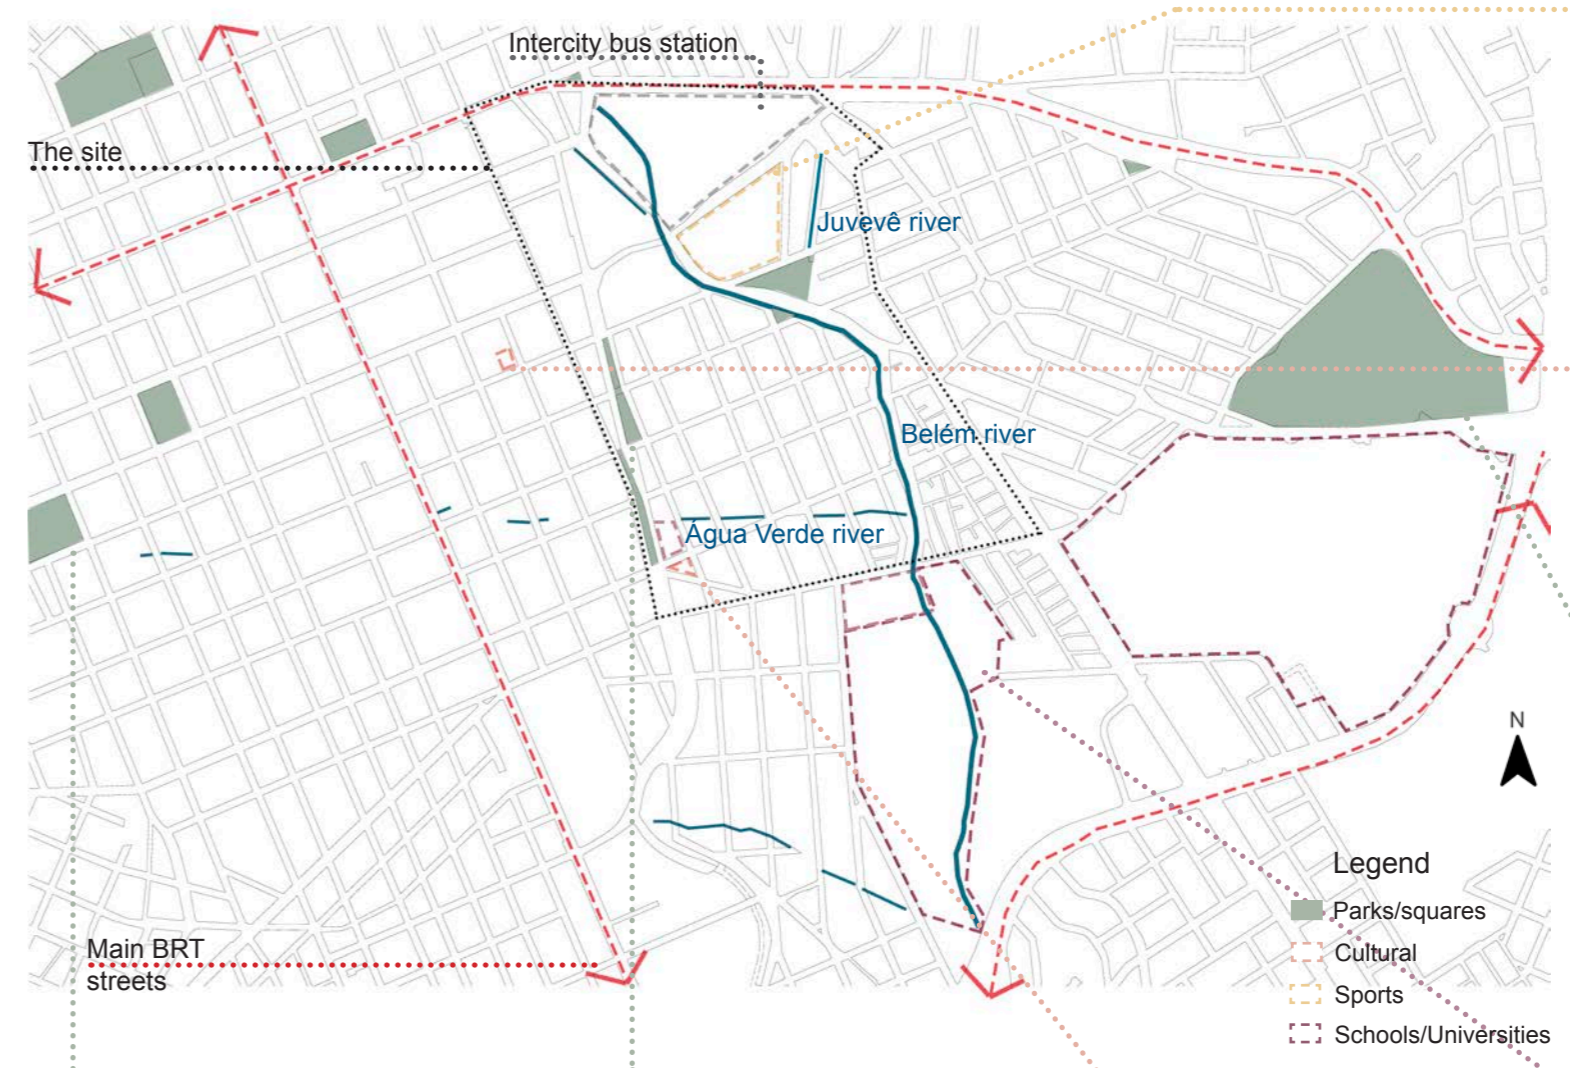 Intercity bus station
The site
Juvevê river
Belém river
Água Verde river
N
Legend
Parks/squares
Cultural
Sports
Schools/Universities
Main BRT
streets